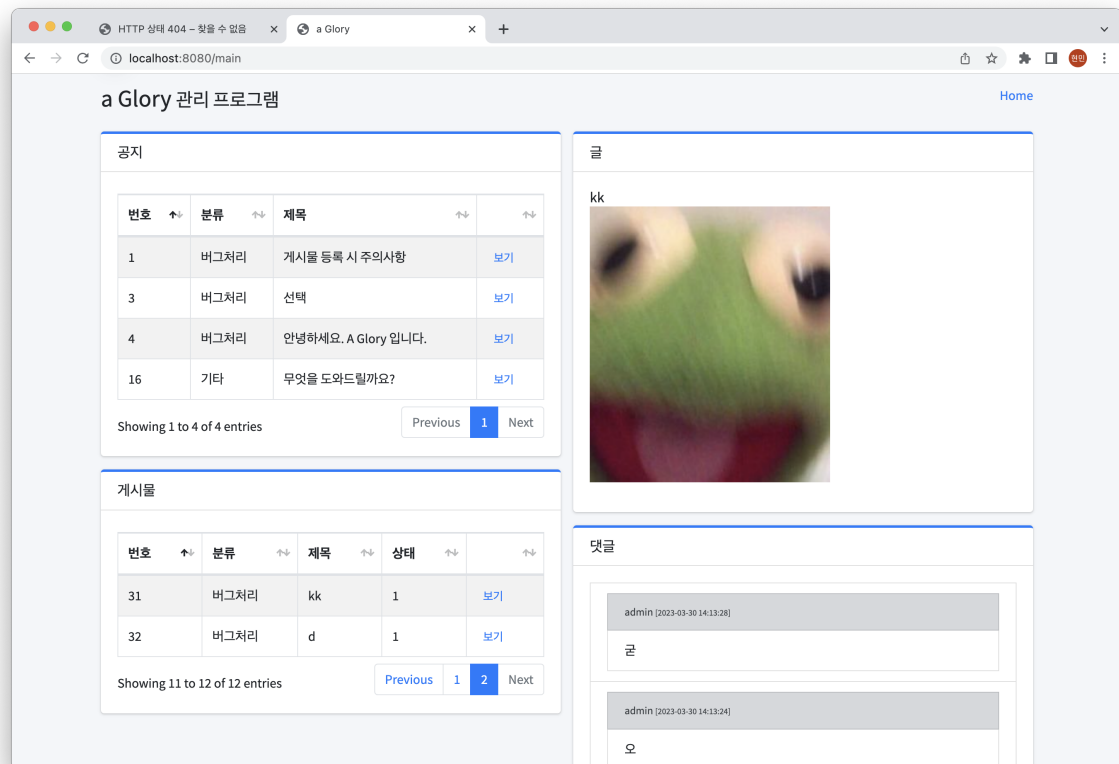 HTTP 상태 404 – 찾을 수 없음
a Glory
localhost:8080/main
현인
a Glory 관리 프로그램
Home
공지
번호 분류 제목
1 버그처리 게시물 등록 시 주의사항 보기
3 버그처리 선택 보기
4 버그처리 안녕하세요. A Glory 입니다. 보기
16 기타 무엇을 도와드릴까요? 보기
Showing 1 to 4 of 4 entries
Previous 1 Next
게시물
번호 분류 제목 상태
31 버그처리 kk 1 보기
32 버그처리 d 1 보기
Showing 11 to 12 of 12 entries
Previous 1 2 Next
글
kk
댓글
admin [2023-03-30 14:13:28]
굳
admin [2023-03-30 14:13:24]
오